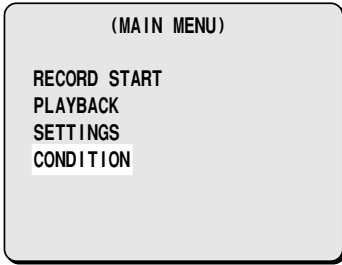 (MAIN MENU)
RECORD START
PLAYBACK
SETTINGS
CONDITION